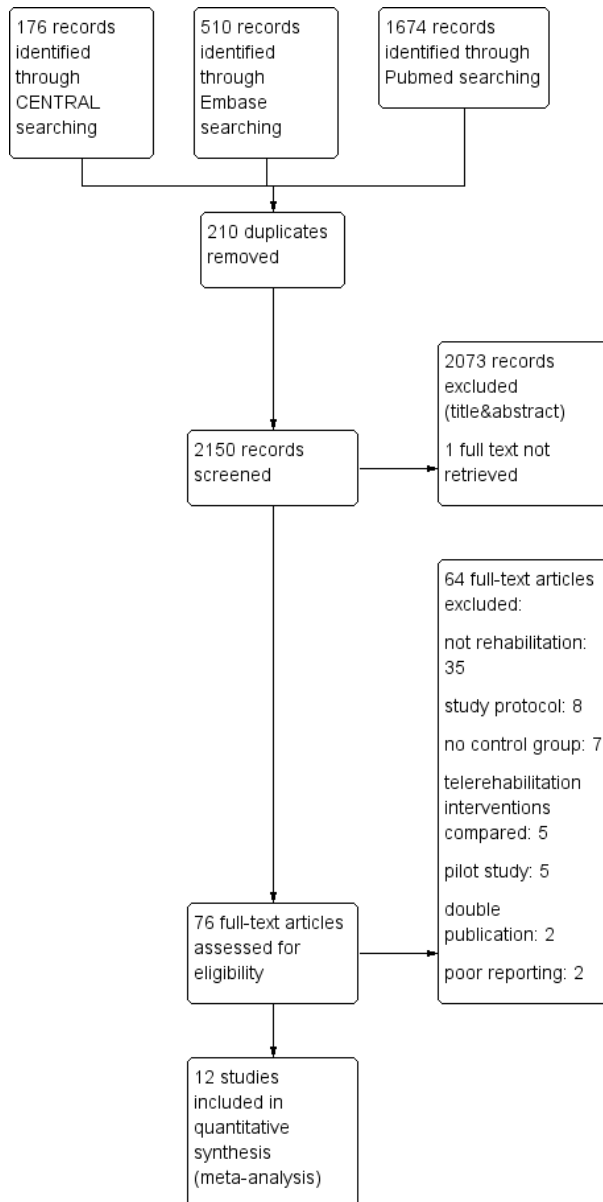 176 records
identified
through
CENTRAL
searching
510 records
identified
through
Embase
searching
1674 records
identified through
Pubmed searching
210 duplicates
removed
2073 records
excluded
(title&abstract)
1 full text not
retrieved
2150 records
screened
64 full-text articles
excluded:
not rehabilitation:
35
study protocol: 8
no control group: 7
telerehabilitation
interventions
compared: 5
pilot study: 5
double
publication: 2
poor reporting: 2
76 full-text articles
assessed for
eligibility
12 studies
included in
quantitative
synthesis
(meta-analysis)